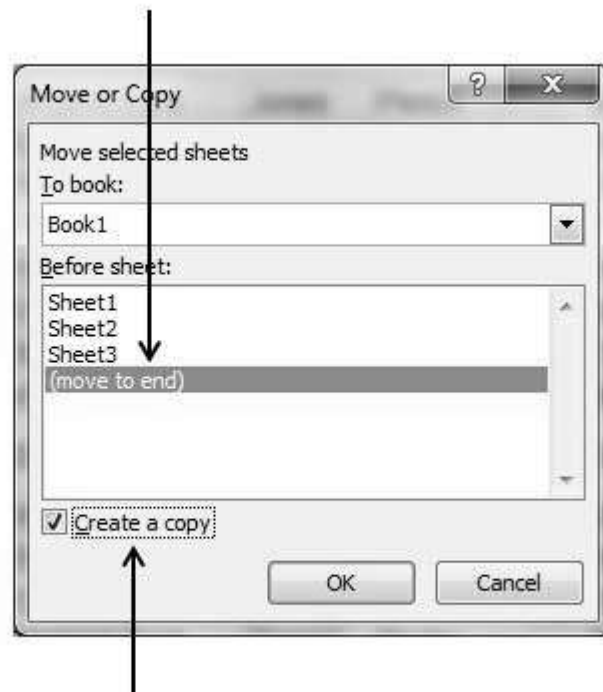 Move or Copy
?
Move selected sheets
To book:
Book1
Before sheet:
Sheet1
Sheet2
Sheet3
(move to end)
Create a copy
OK
Cancel